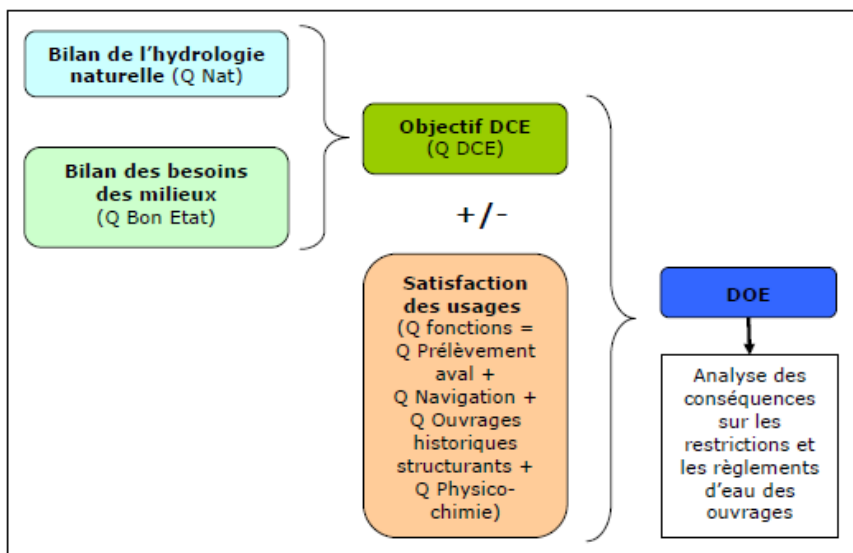 Bilan de l'hydrologie
naturelle (Q Nat)
Bilan des besoins
des milieux
(Q Bon Etat)
Objectif DCE
(Q DCE)
+/-
Satisfaction
des usages
(Q fonctions =
Q Prélèvement
aval +
Q Navigation +
Q Ouvrages
historiques
structurants +
Q Physico-
chimie)
DOE
Analyse des
conséquences
sur les
restrictions et
les règlements
d'eau des
ouvrages